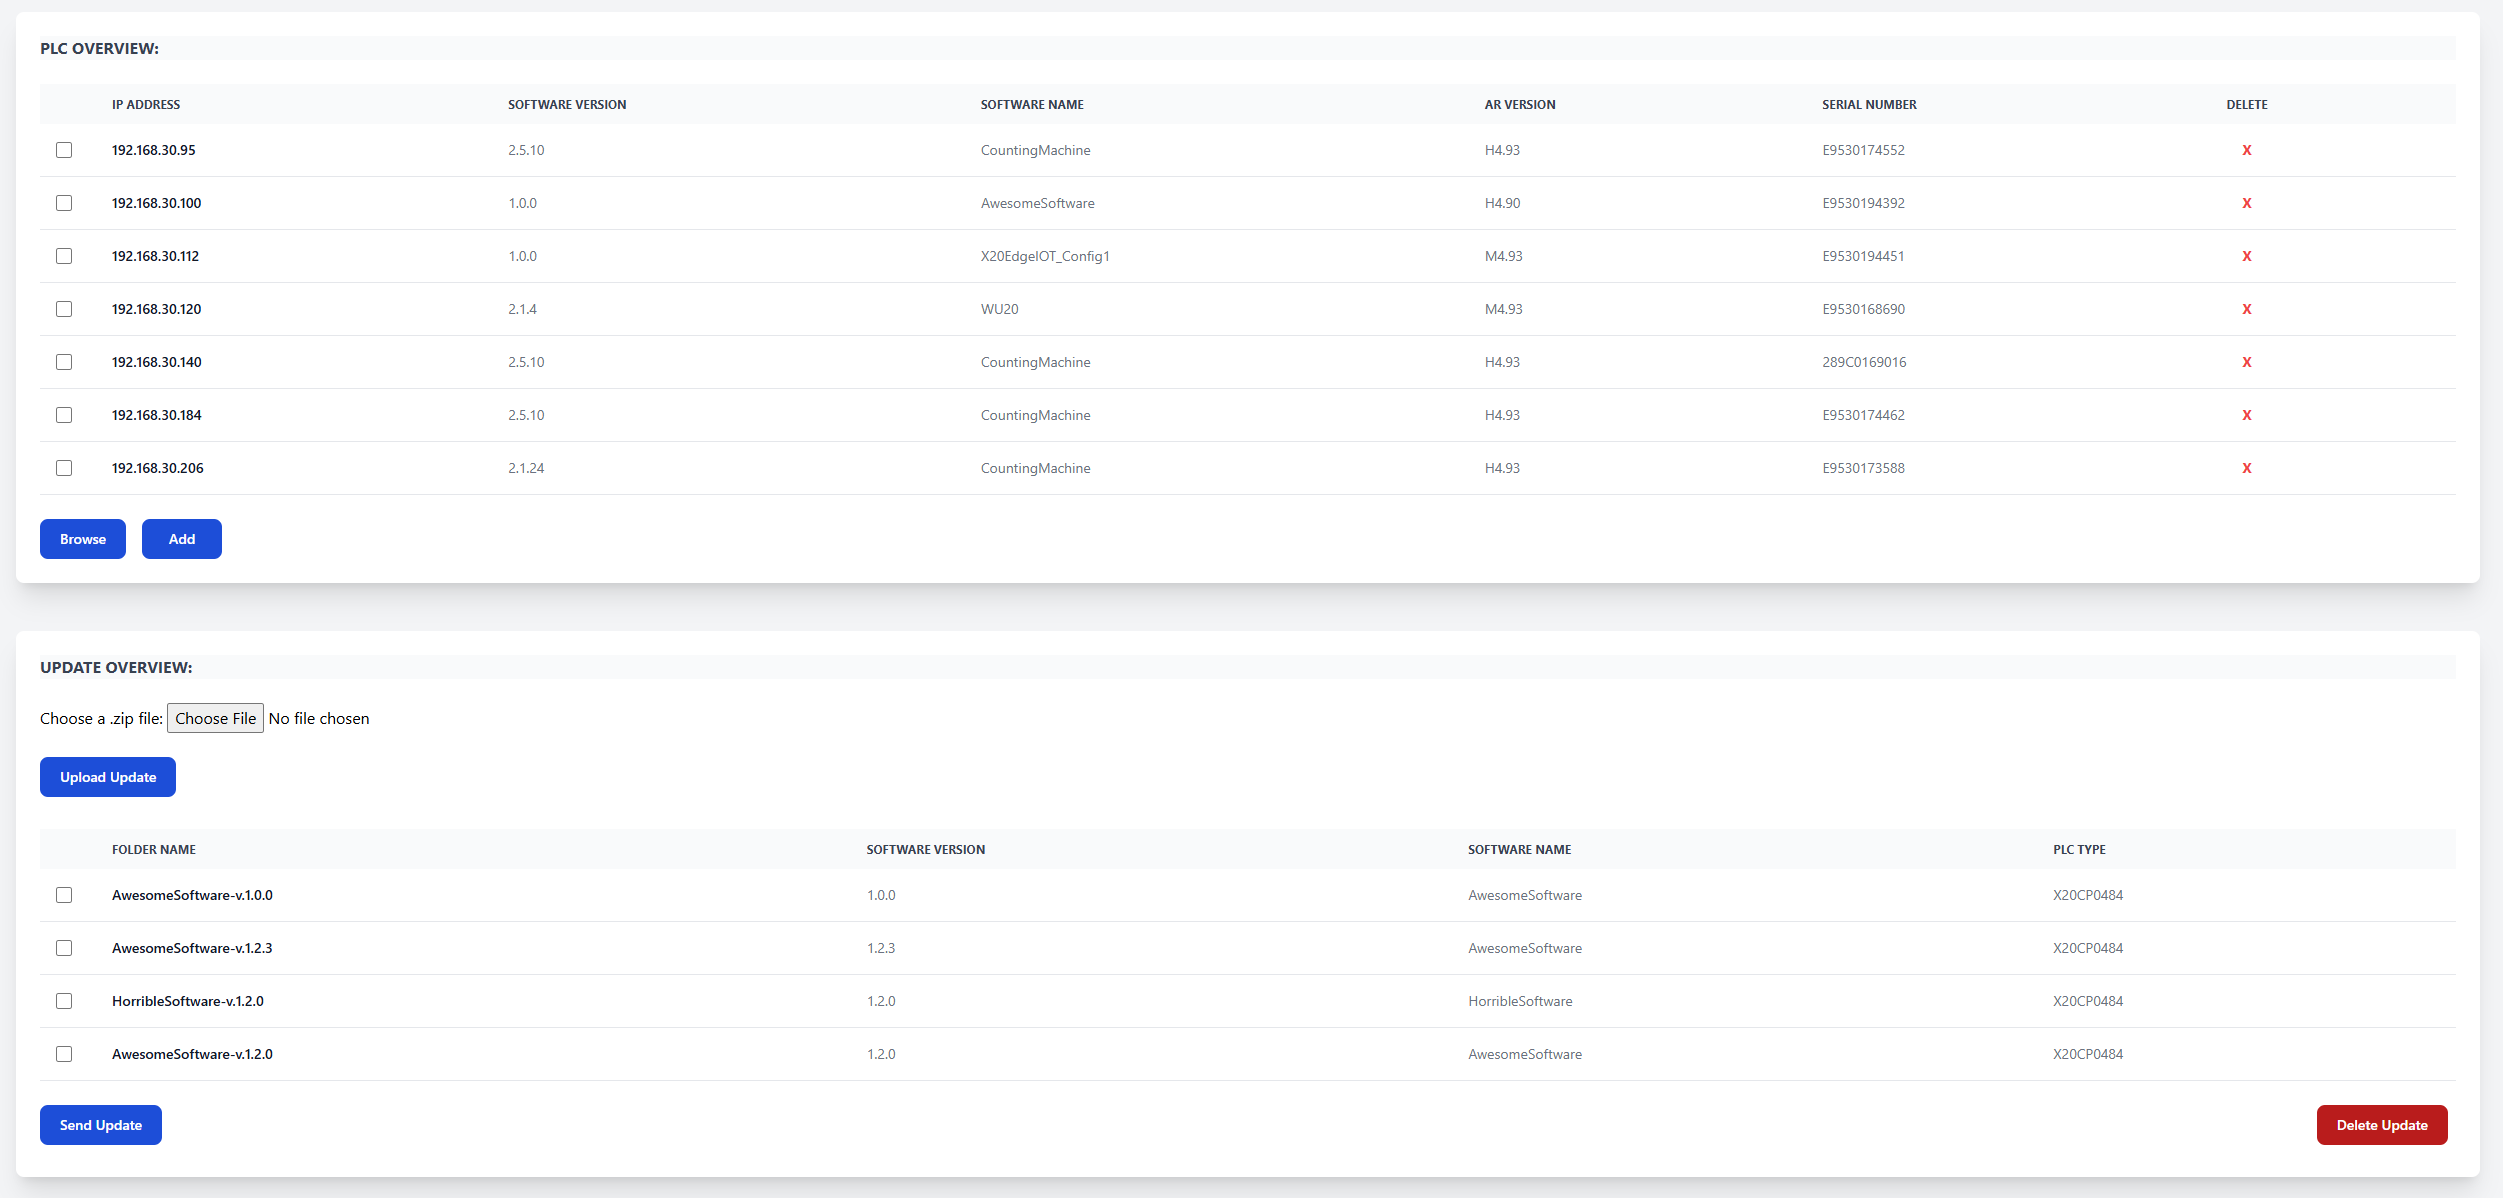 PLC OVERVIEW:
IP ADDRESS SOFTWARE VERSION SOFTWARE NAME AR VERSION SERIAL NUMBER DELETE
192.168.30.95 2.5.10 CountingMachine H4.93 E9530174552 X
192.168.30.100 1.0.0 AwesomeSoftware H4.90 E9530194392 X
192.168.30.112 1.0.0 X20EdgeIOT_Config1 M4.93 E9530194451 X
192.168.30.120 2.1.4 WU20 M4.93 E9530168690 X
192.168.30.140 2.5.10 CountingMachine H4.93 289C0169016 X
192.168.30.184 2.5.10 CountingMachine H4.93 E9530174462 X
192.168.30.206 2.1.24 CountingMachine H4.93 E9530173588 X
Browse Add
UPDATE OVERVIEW:
Choose a .zip file: Choose File No file chosen
Upload Update
FOLDER NAME SOFTWARE VERSION SOFTWARE NAME PLC TYPE
AwesomeSoftware-v.1.0.0 1.0.0 AwesomeSoftware X20CP0484
AwesomeSoftware-v.1.2.3 1.2.3 AwesomeSoftware X20CP0484
HorribleSoftware-v.1.2.0 1.2.0 HorribleSoftware X20CP0484
AwesomeSoftware-v.1.2.0 1.2.0 AwesomeSoftware X20CP0484
Send Update Delete Update